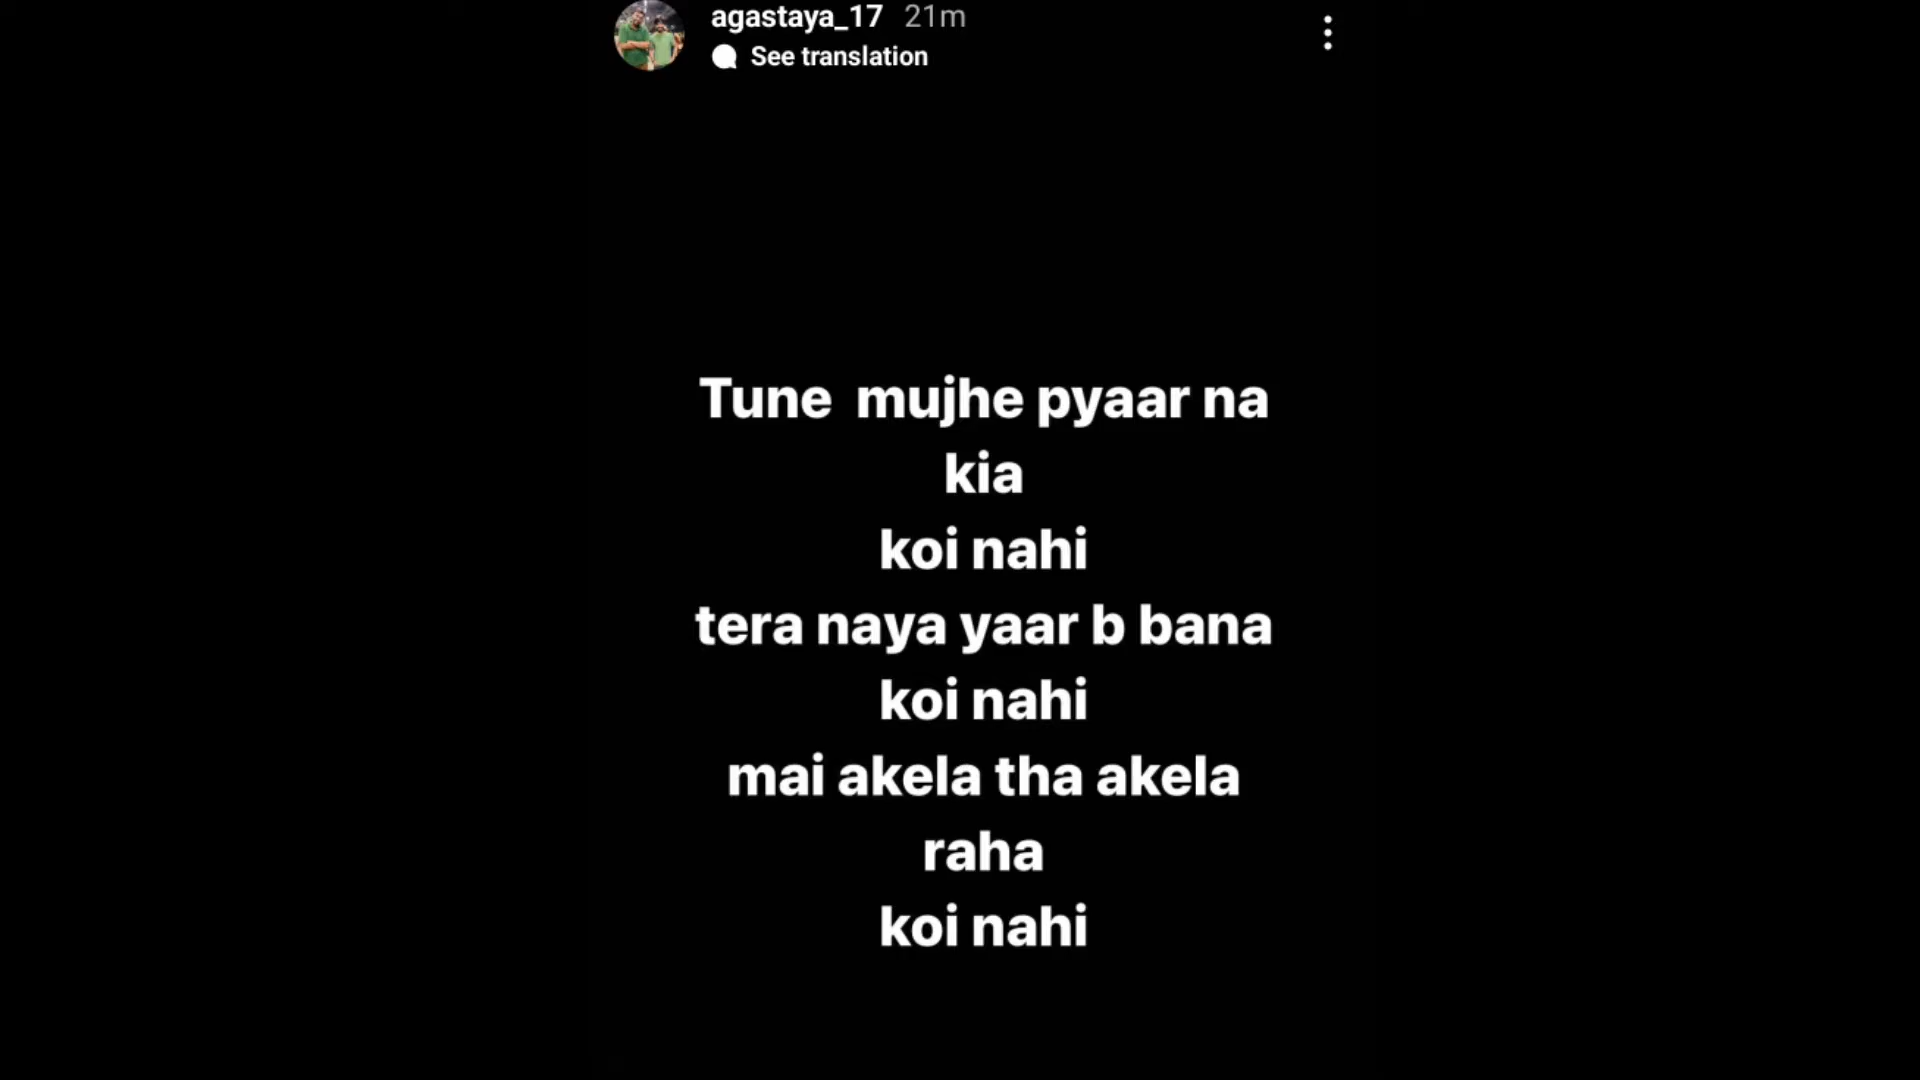 agastaya_17 21m
See translation
Tune mujhe pyaar na
kia
koi nahi
tera naya yaar b bana
koi nahi
mai akela tha akela
raha
koi nahi